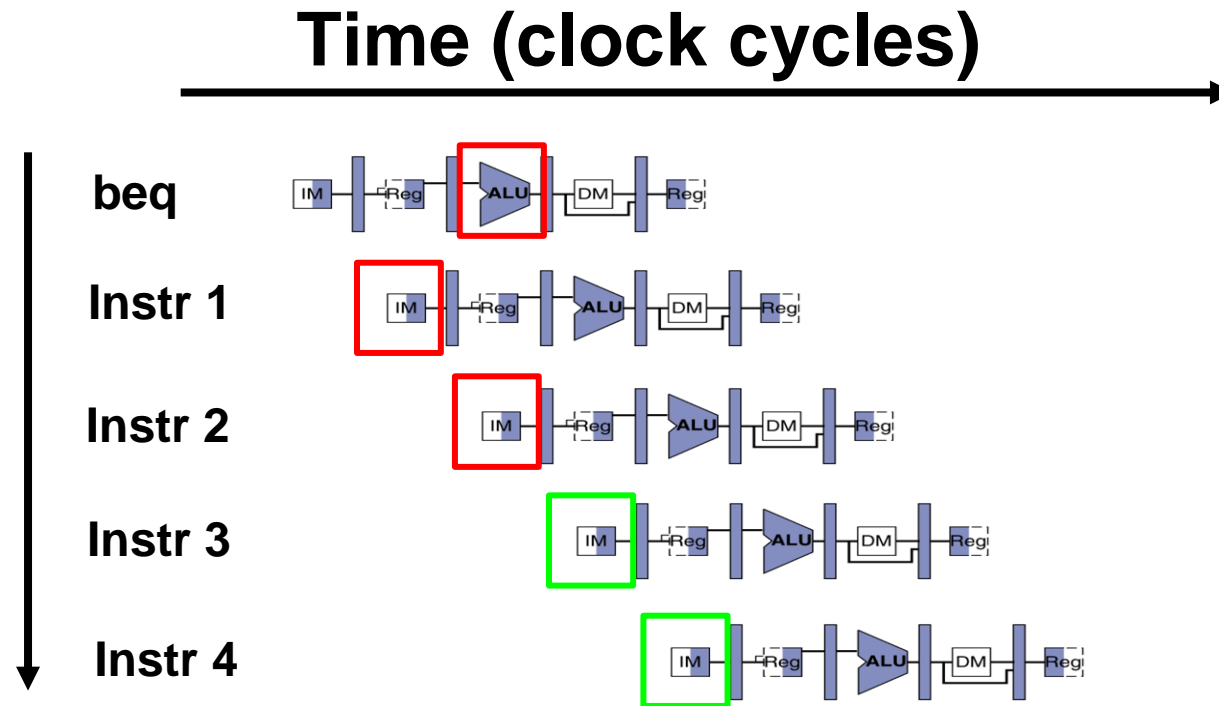 Time (clock cycles)
beq IM Reg ALU DM Reg
Instr 1 IM Reg ALU DM Reg
Instr 2 IM Reg ALU DM Reg
Instr 3 IM Reg ALU DM Reg
Instr 4 IM Reg ALU DM Reg